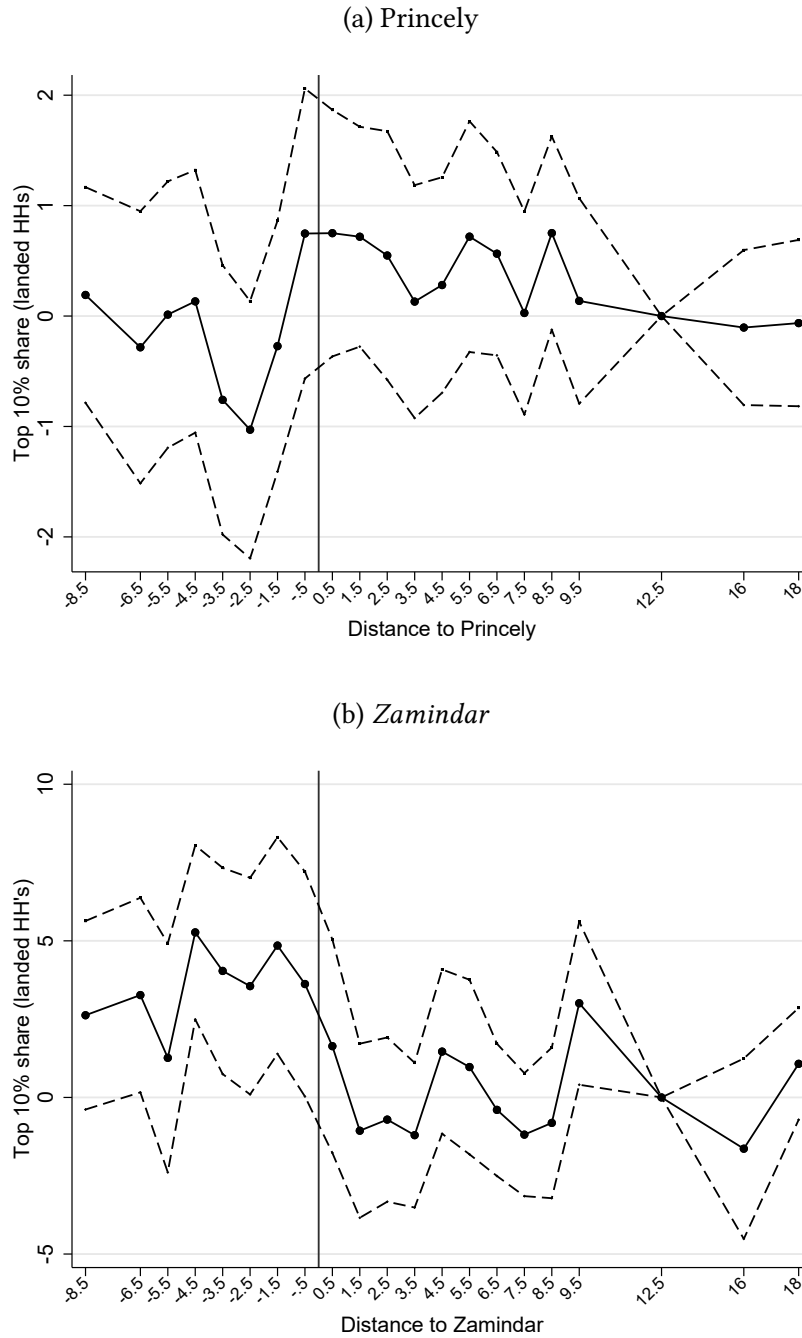 (a) Princely
Top 10% share (landed HHs)
2
1
0
-1
-2
-8.5 -6.5 -5.5 -4.5 -3.5 -2.5 -1.5 -.5 0.5 1.5 2.5 3.5 4.5 5.5 6.5 7.5 8.5 9.5 12.5 16 18
Distance to Princely
(b) Zamindar
Top 10% share (landed HH's)
10
5
0
-5
-8.5 -6.5 -5.5 -4.5 -3.5 -2.5 -1.5 -.5 0.5 1.5 2.5 3.5 4.5 5.5 6.5 7.5 8.5 9.5 12.5 16 18
Distance to Zamindar